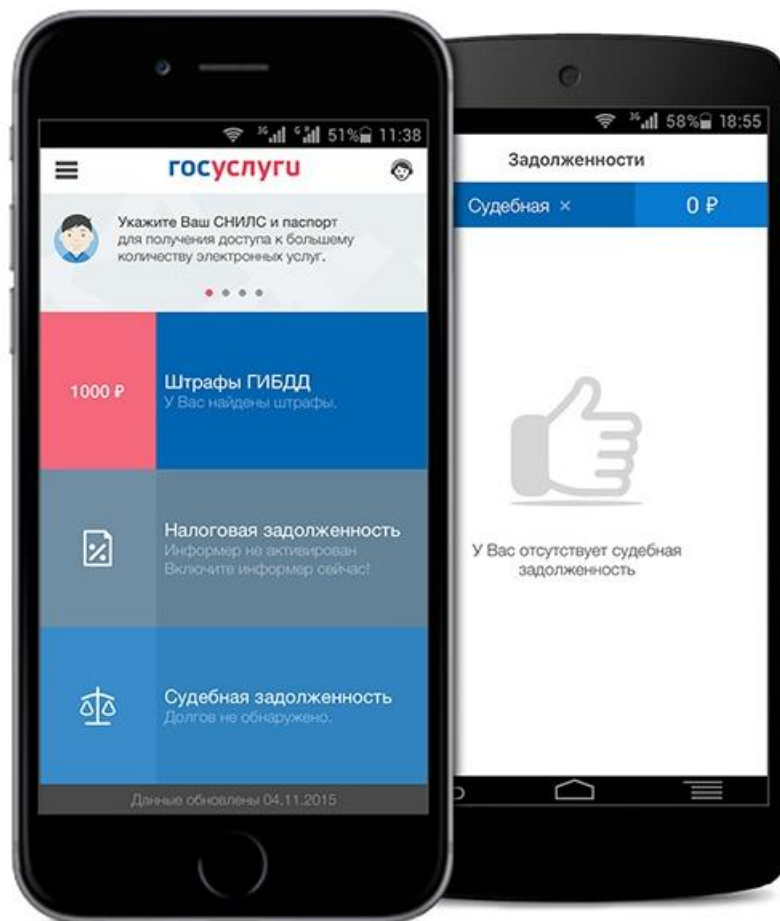 3G G 51% 11:38
госуслуги
Укажите Ваш СНИЛС и паспорт
для получения доступа к большему
количеству электронных услуг.
1000 ₽
Штрафы ГИБДД
У Вас найдены штрафы.
Налоговая задолженность
Информер не активирован
Включите информер сейчас!
Судебная задолженность
Долгов не обнаружено.
Данные обновлены 04.11.2015
3G 58% 18:55
Задолженности
Судебная × 0 ₽
У Вас отсутствует судебная
задолженность